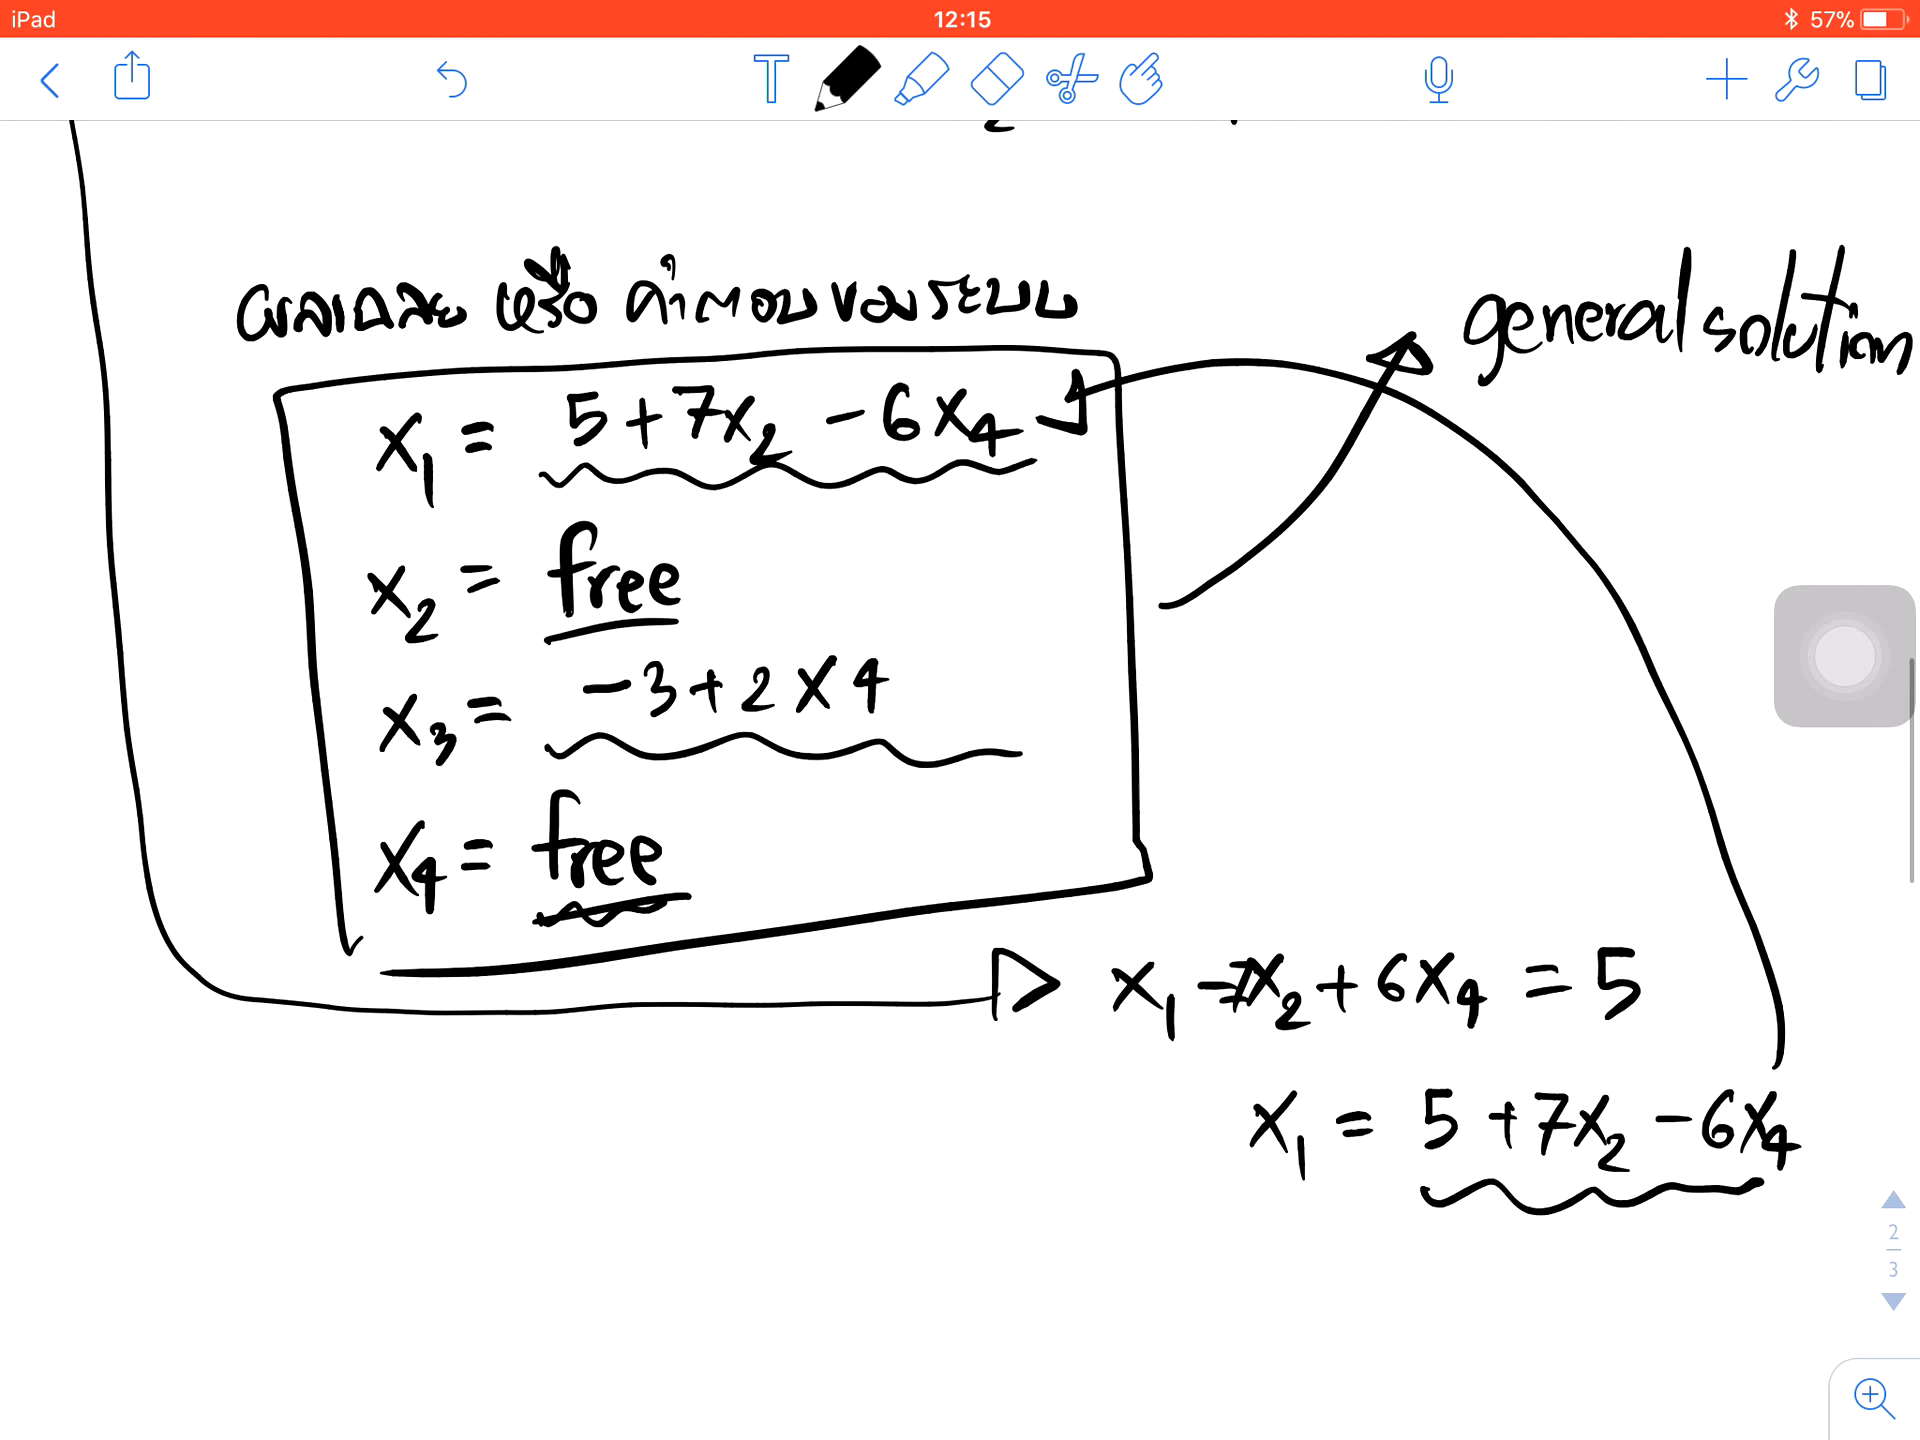 iPad 12:15 57%
T
ผลเฉลย หรือ คำตอบของระบบ
general solution
x₁ = 5 + 7x₂ - 6x₄
x₂ = free
x₃ = -3 + 2x4
x₄ = free
x₁ - 7x₂ + 6x₄ = 5
x₁ = 5 + 7x₂ - 6x₄
2
3